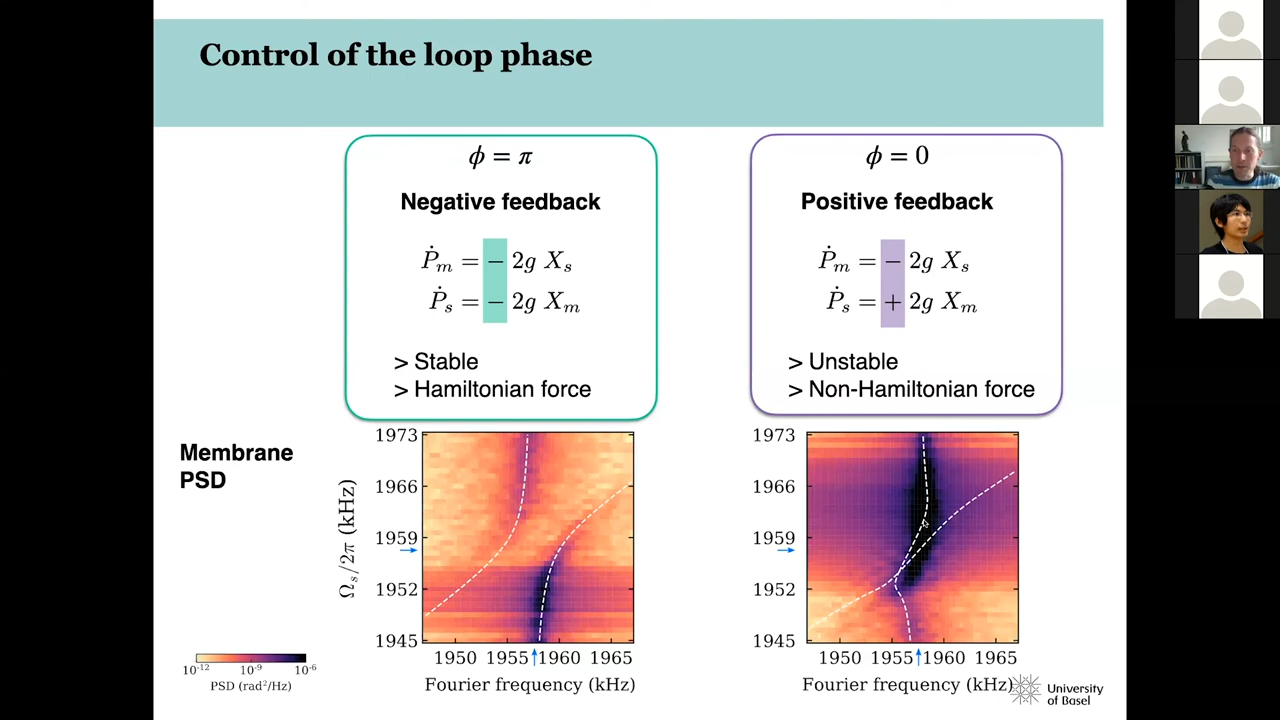 Control of the loop phase
ϕ = π
Negative feedback
Ṗₘ = − 2g Xₛ
Ṗₛ = − 2g Xₘ
> Stable
> Hamiltonian force
ϕ = 0
Positive feedback
Ṗₘ = − 2g Xₛ
Ṗₛ = + 2g Xₘ
> Unstable
> Non-Hamiltonian force
Membrane
PSD
10⁻¹² 10⁻⁹ 10⁻⁶
PSD (rad²/Hz)
Ωₛ/2π (kHz)
1973
1966
1959
1952
1945
1950 1955 1960 1965
Fourier frequency (kHz)
1973
1966
1959
1952
1945
1950 1955 1960 1965
Fourier frequency (kHz)
University
of Basel